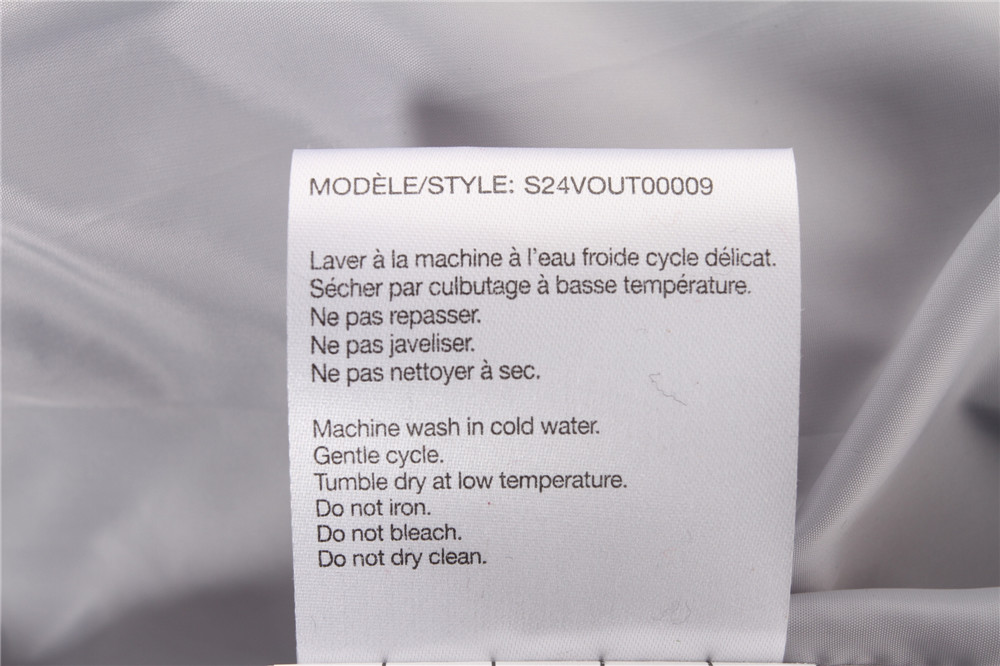 MODÈLE/STYLE: S24VOUT00009
Laver à la machine à l'eau froide cycle délicat.
Sécher par culbutage à basse température.
Ne pas repasser.
Ne pas javeliser.
Ne pas nettoyer à sec.
Machine wash in cold water.
Gentle cycle.
Tumble dry at low temperature.
Do not iron.
Do not bleach.
Do not dry clean.